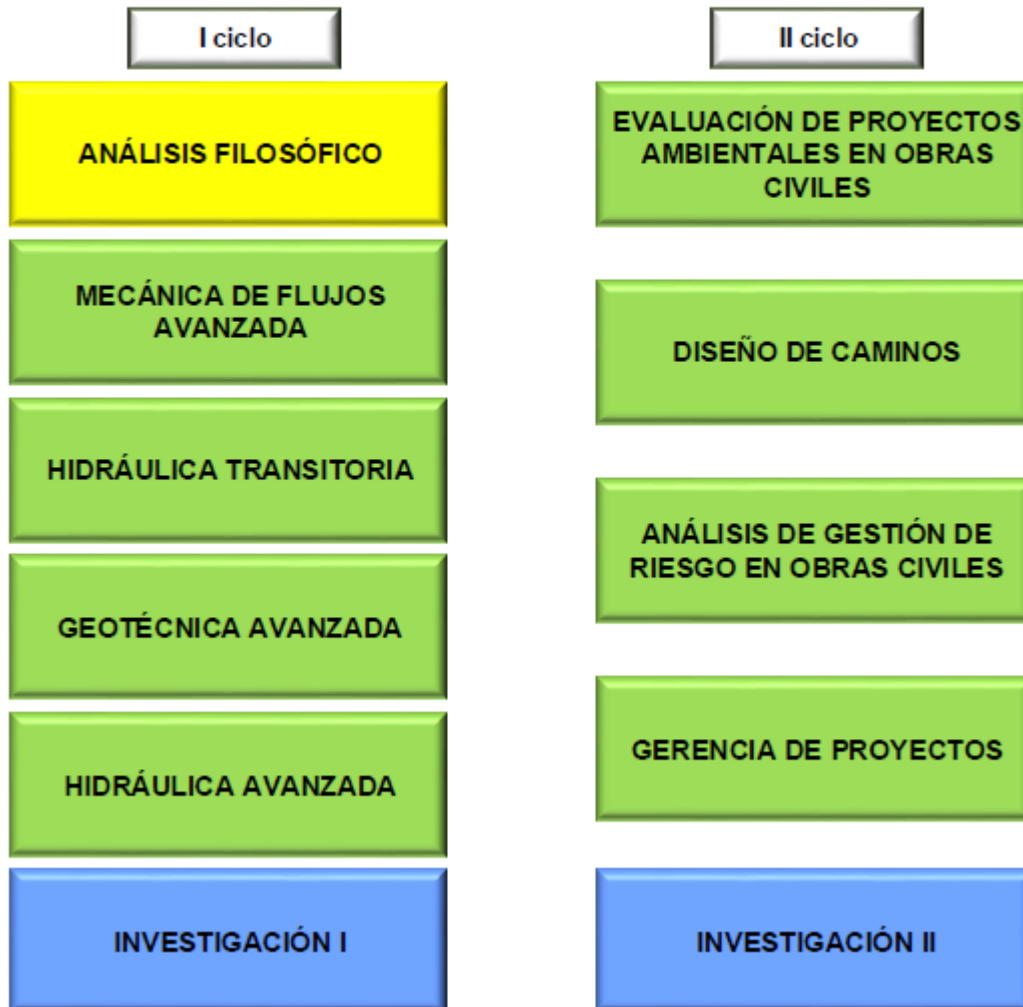 I ciclo
ANÁLISIS FILOSÓFICO
MECÁNICA DE FLUJOS
AVANZADA
HIDRÁULICA TRANSITORIA
GEOTÉCNICA AVANZADA
HIDRÁULICA AVANZADA
INVESTIGACIÓN I
II ciclo
EVALUACIÓN DE PROYECTOS
AMBIENTALES EN OBRAS
CIVILES
DISEÑO DE CAMINOS
ANÁLISIS DE GESTIÓN DE
RIESGO EN OBRAS CIVILES
GERENCIA DE PROYECTOS
INVESTIGACIÓN II